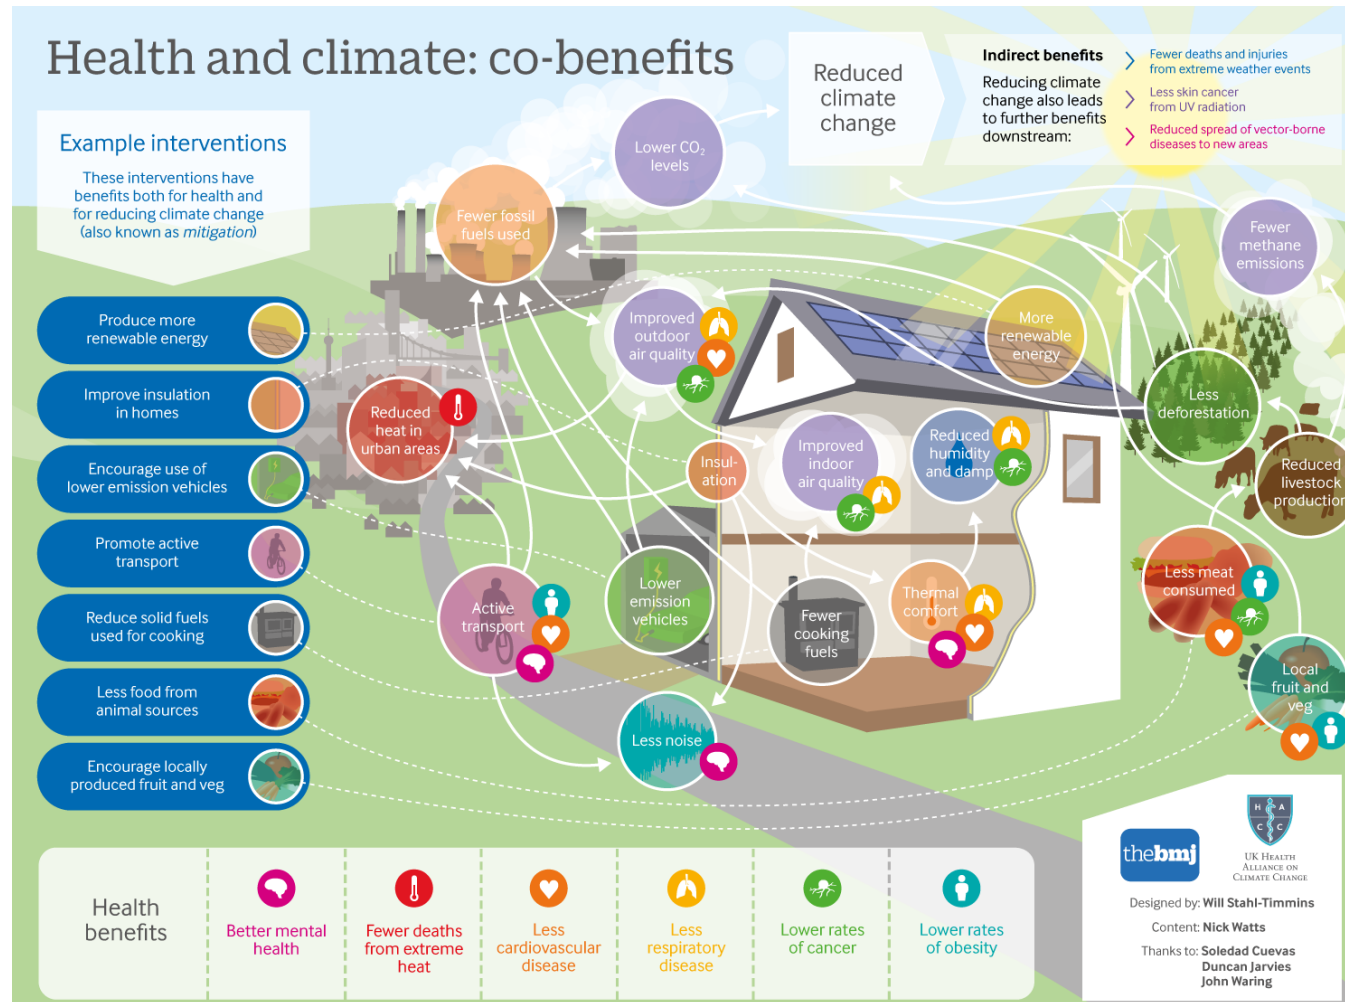 Health and climate: co-benefits
Reduced
climate
change
Indirect benefits
Reducing climate
change also leads
to further benefits
downstream:
Fewer deaths and injuries
from extreme weather events
Less skin cancer
from UV radiation
Reduced spread of vector-borne
diseases to new areas
Example interventions
These interventions have
benefits both for health and
for reducing climate change
(also known as mitigation)
Produce more
renewable energy
Improve insulation
in homes
Encourage use of
lower emission vehicles
Promote active
transport
Reduce solid fuels
used for cooking
Less food from
animal sources
Encourage locally
produced fruit and veg
Lower CO₂
levels
Fewer fossil
fuels used
Fewer
methane
emissions
Improved
outdoor
air quality
More
renewable
energy
Less
deforestation
Reduced
heat in
urban areas
Insul-
ation
Improved
indoor
air quality
Reduced
humidity
and damp
Reduced
livestock
production
Active
transport
Lower
emission
vehicles
Fewer
cooking
fuels
Thermal
comfort
Less meat
consumed
Local
fruit and
veg
Less noise
Health
benefits
Better mental
health
Fewer deaths
from extreme
heat
Less
cardiovascular
disease
Less
respiratory
disease
Lower rates
of cancer
Lower rates
of obesity
thebmj
H A
C C
UK Health
Alliance on
Climate Change
Designed by: Will Stahl-Timmins
Content: Nick Watts
Thanks to: Soledad Cuevas
Duncan Jarvies
John Waring